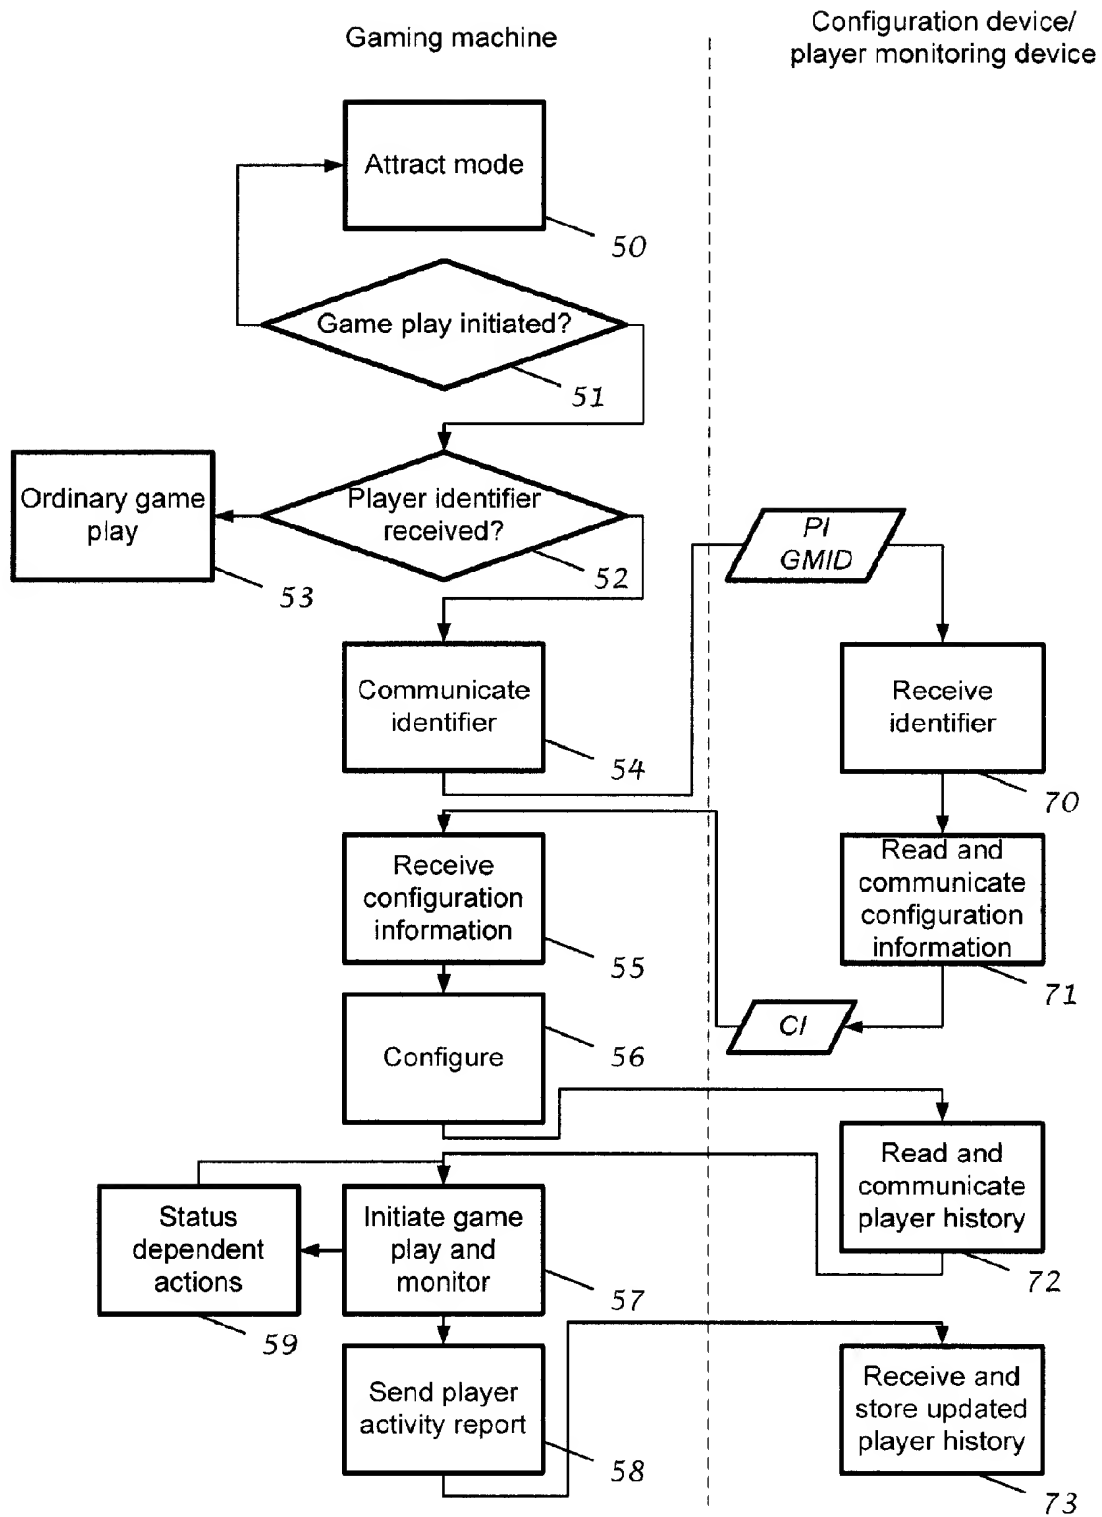 Gaming machine
Configuration device/
player monitoring device
Attract mode
50
Game play initiated?
51
Ordinary game
play
53
Player identifier
received?
52
PI
GMID
Communicate
identifier
54
Receive
identifier
70
Receive
configuration
information
55
Read and
communicate
configuration
information
71
CI
Configure
56
Read and
communicate
player history
72
Status
dependent
actions
59
Initiate game
play and
monitor
57
Send player
activity report
58
Receive and
store updated
player history
73